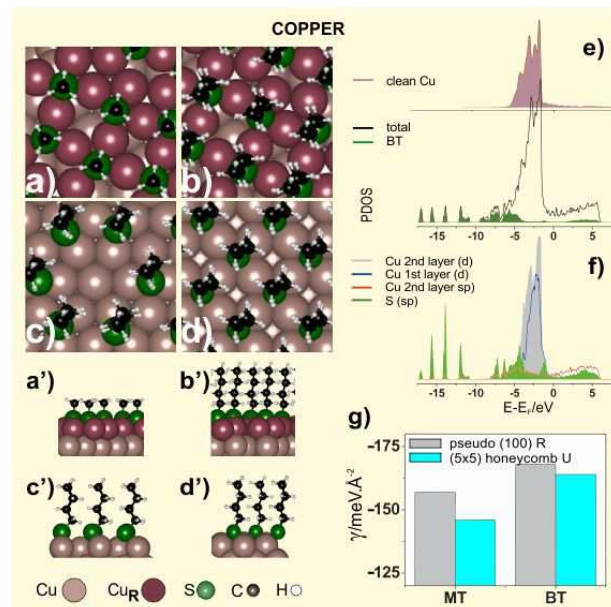 COPPER
a)
b)
c)
d)
a')
b')
c')
d')
Cu
CuR
S
C
H
e)
clean Cu
total
BT
PDOS
-15
-10
-5
0
5
Cu 2nd layer (d)
Cu 1st layer (d)
Cu 2nd layer sp)
S (sp)
f)
-15
-10
-5
0
5
E-EF/eV
g)
γ/meV.Å⁻²
-175
-150
-125
pseudo (100) R
(5x5) honeycomb U
MT
BT